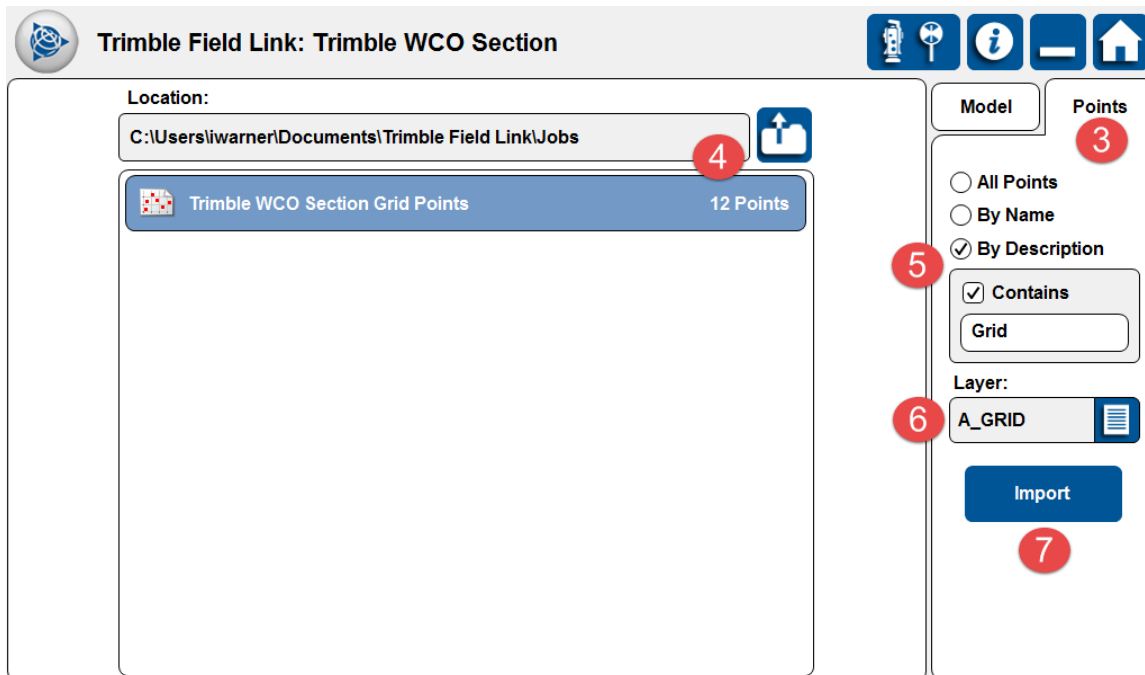 Trimble Field Link: Trimble WCO Section
Location:
C:\Users\iwarner\Documents\Trimble Field Link\Jobs
4
Trimble WCO Section Grid Points 12 Points
Model Points
3
All Points
By Name
By Description
5
Contains
Grid
Layer:
6
A_GRID
Import
7